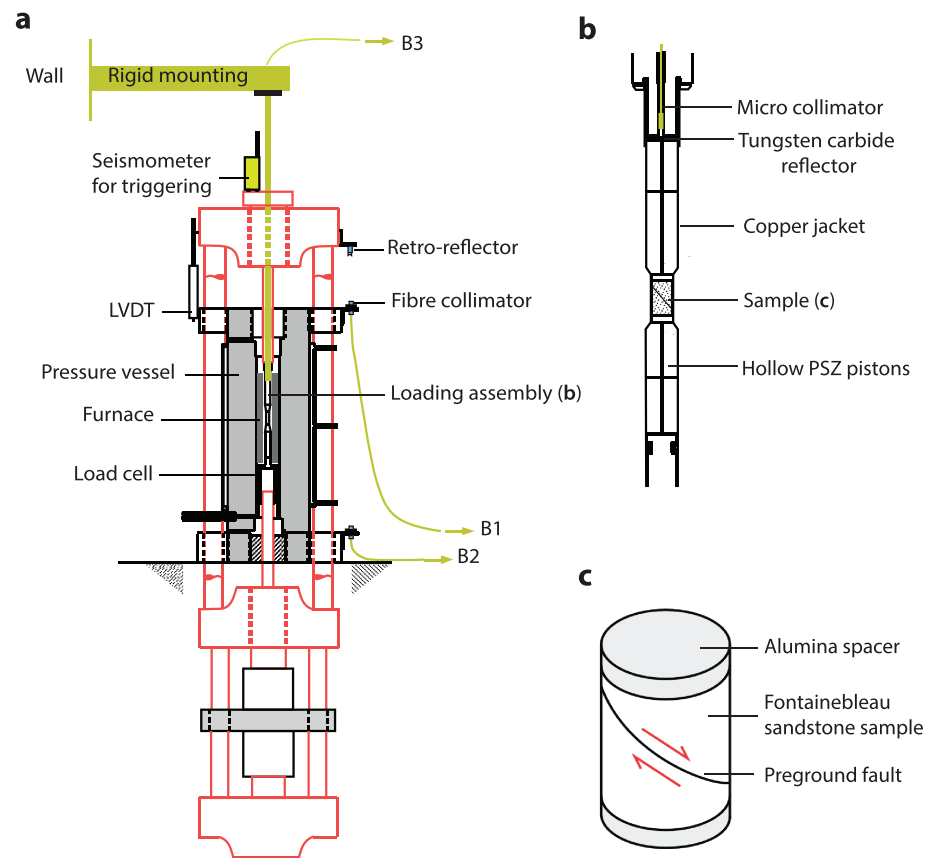 a
B3
Wall
Rigid mounting
Seismometer
for triggering
Retro-reflector
Fibre collimator
LVDT
Pressure vessel
Loading assembly (b)
Furnace
Load cell
B1
B2
b
Micro collimator
Tungsten carbide
reflector
Copper jacket
Sample (c)
Hollow PSZ pistons
c
Alumina spacer
Fontainebleau
sandstone sample
Preground fault